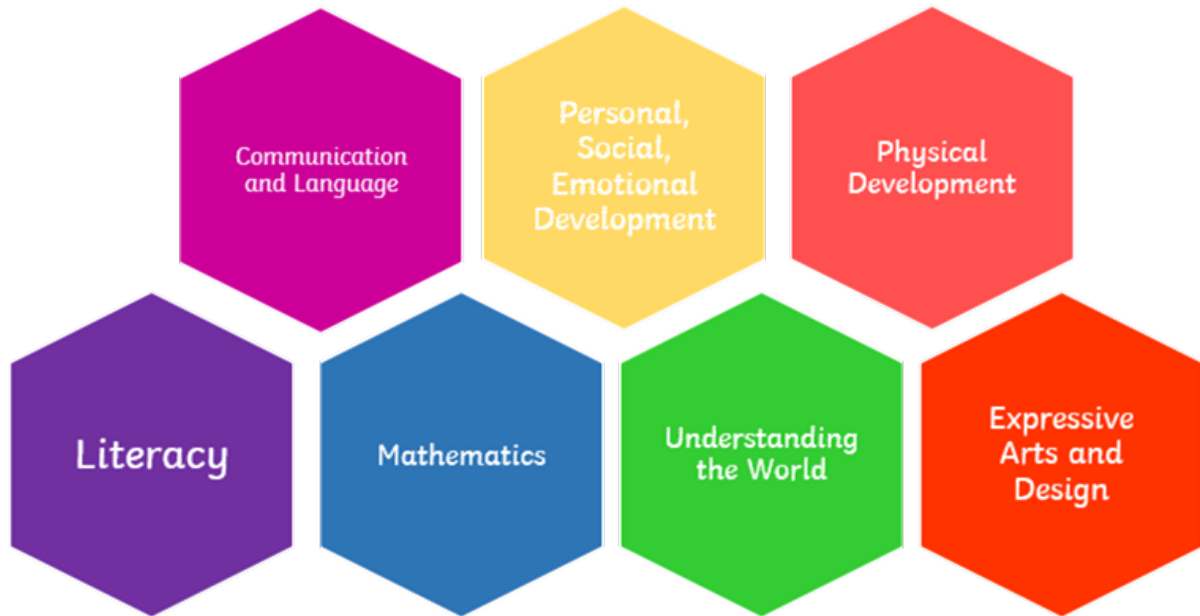 Communication
and Language
Personal,
Social,
Emotional
Development
Physical
Development
Literacy
Mathematics
Understanding
the World
Expressive
Arts and
Design